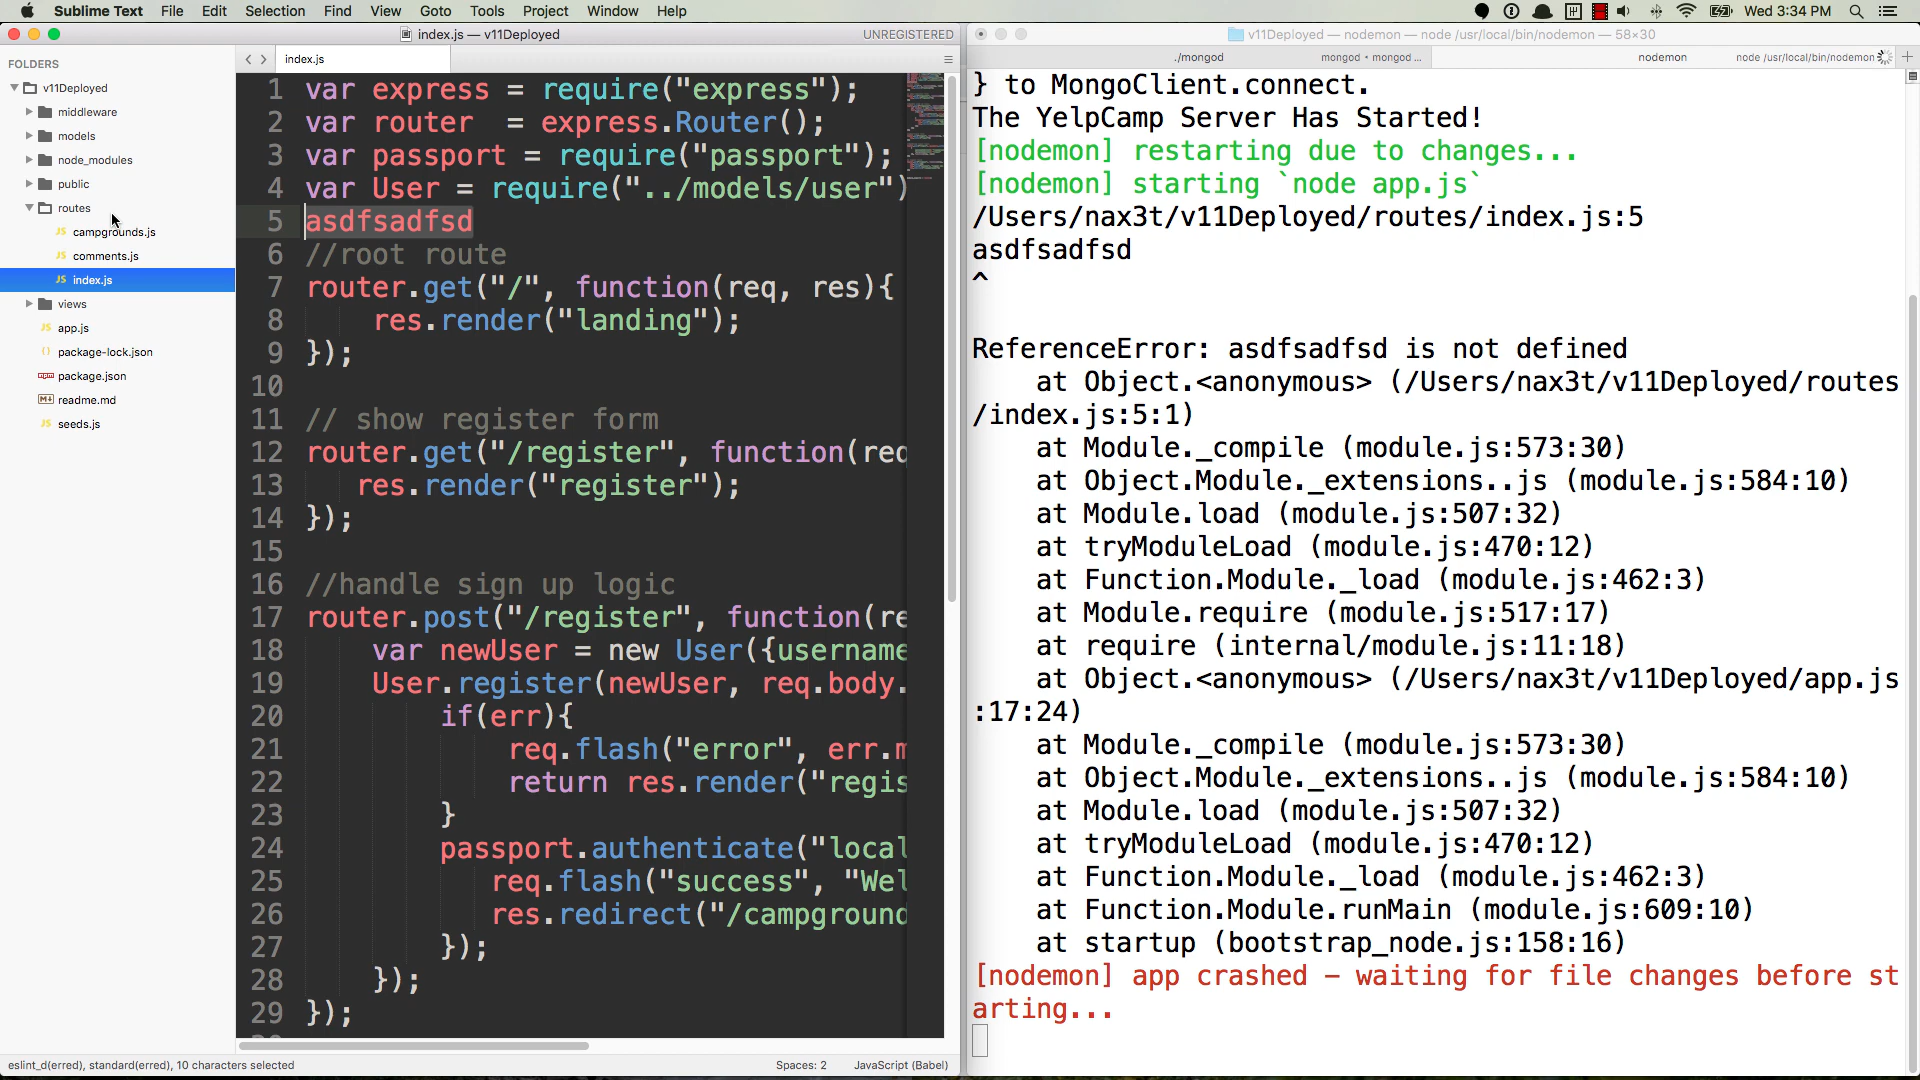 Sublime Text File Edit Selection Find View Goto Tools Project Window Help Wed 3:34 PM
index.js — v11Deployed UNREGISTERED
FOLDERS
v11Deployed
middleware
models
node_modules
public
routes
campgrounds.js
comments.js
index.js
views
app.js
package-lock.json
package.json
readme.md
seeds.js
index.js
1 var express = require("express");
2 var router  = express.Router();
3 var passport = require("passport");
4 var User = require("../models/user")
5 asdfsadfsd
6 //root route
7 router.get("/", function(req, res){
8     res.render("landing");
9 });
10
11 // show register form
12 router.get("/register", function(req
13    res.render("register");
14 });
15
16 //handle sign up logic
17 router.post("/register", function(re
18     var newUser = new User({username
19     User.register(newUser, req.body.
20         if(err){
21             req.flash("error", err.m
22             return res.render("regis
23         }
24         passport.authenticate("local
25            req.flash("success", "Wel
26            res.redirect("/campground
27         });
28     });
29 });
eslint_d(erred), standard(erred), 10 characters selected Spaces: 2 JavaScript (Babel)
v11Deployed — nodemon — node /usr/local/bin/nodemon — 58×30
./mongod mongod • mongod ... nodemon node /usr/local/bin/nodemon
} to MongoClient.connect.
The YelpCamp Server Has Started!
[nodemon] restarting due to changes...
[nodemon] starting `node app.js`
/Users/nax3t/v11Deployed/routes/index.js:5
asdfsadfsd
^
ReferenceError: asdfsadfsd is not defined
    at Object.<anonymous> (/Users/nax3t/v11Deployed/routes
/index.js:5:1)
    at Module._compile (module.js:573:30)
    at Object.Module._extensions..js (module.js:584:10)
    at Module.load (module.js:507:32)
    at tryModuleLoad (module.js:470:12)
    at Function.Module._load (module.js:462:3)
    at Module.require (module.js:517:17)
    at require (internal/module.js:11:18)
    at Object.<anonymous> (/Users/nax3t/v11Deployed/app.js
:17:24)
    at Module._compile (module.js:573:30)
    at Object.Module._extensions..js (module.js:584:10)
    at Module.load (module.js:507:32)
    at tryModuleLoad (module.js:470:12)
    at Function.Module._load (module.js:462:3)
    at Function.Module.runMain (module.js:609:10)
    at startup (bootstrap_node.js:158:16)
[nodemon] app crashed – waiting for file changes before st
arting...